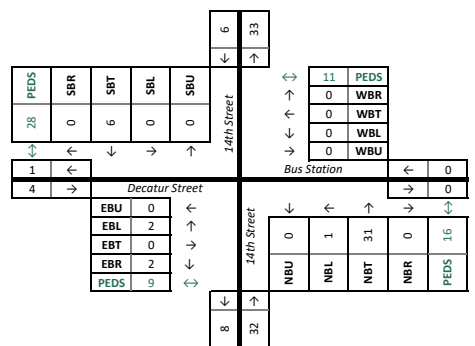 6 33
↓ ↑
PEDS SBR SBT SBL SBU
28 0 6 0 0
↕ ← ↓ → ↑
14th Street
↔ 11 PEDS
↑ 0 WBR
← 0 WBT
↓ 0 WBL
→ 0 WBU
1 ←
4 →
Decatur Street
Bus Station
← 0
→ 0
EBU 0 ←
EBL 2 ↑
EBT 0 →
EBR 2 ↓
PEDS 9 ↔
14th Street
↓ ← ↑ → ↕
0 1 31 0 16
NBU NBL NBT NBR PEDS
↓ ↑
8 32